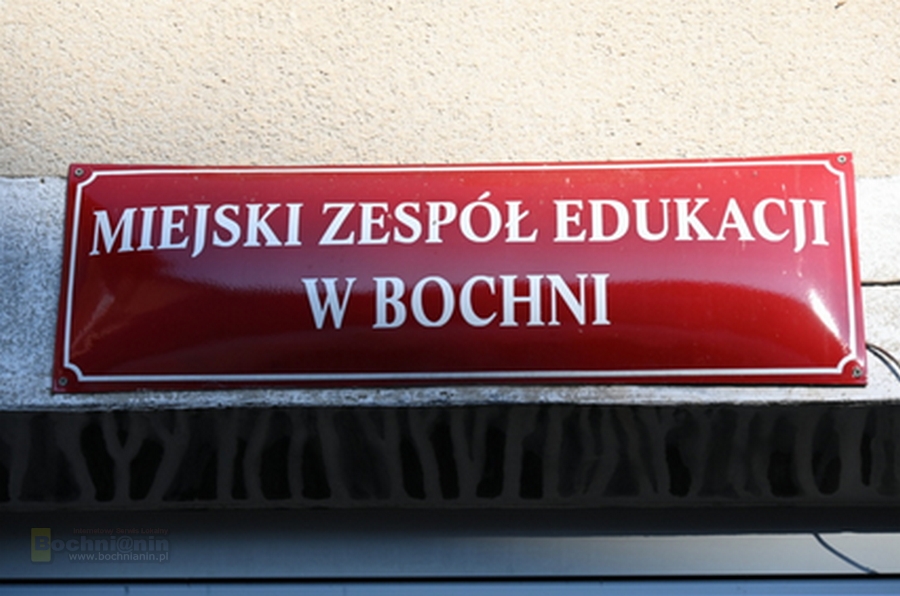 MIEJSKI ZESPÓŁ EDUKACJI
W BOCHNI
Bochni@nin
www.bochnianin.pl